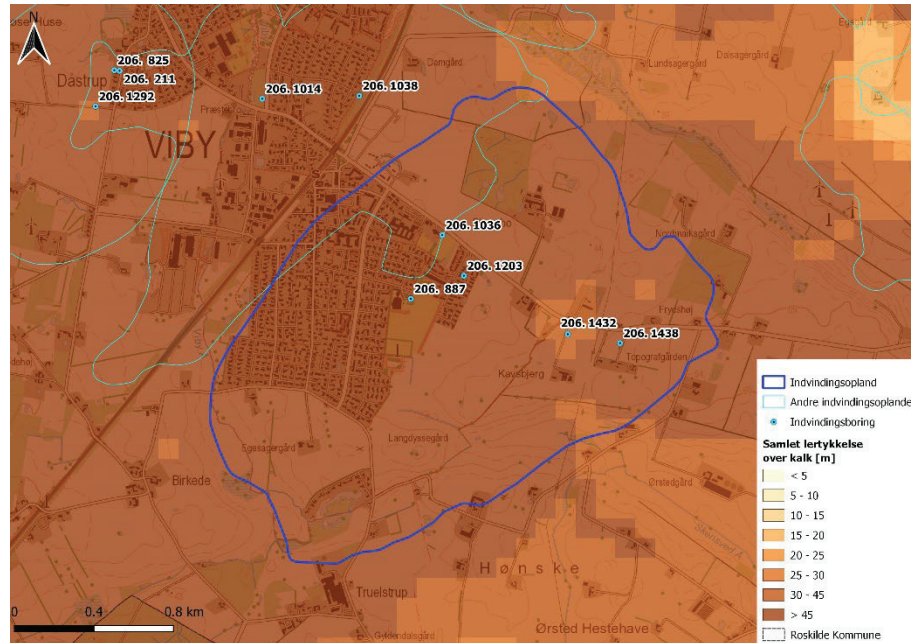 N
206. 825
Dåstrup
206. 211
206. 1292
206. 1014
206. 1038
Damgård
Lundsagergård
Dalsagergård
VIBY
206. 1036
Nordmarksgård
206. 1203
206. 887
206. 1432
Frydshøj
206. 1438
Topografgården
Kavsbjerg
Langdyssegård
Egesagergård
Birkede
Ørstedgård
Hønske
Truelstrup
Gyldendalsgård
Ørsted Hestehave
0 0.4 0.8 km
Indvindingsopland
Andre indvindingsoplande
Indvindingsboring
Samlet lertykkelse
over kalk [m]
< 5
5 - 10
10 - 15
15 - 20
20 - 25
25 - 30
30 - 45
> 45
Roskilde Kommune